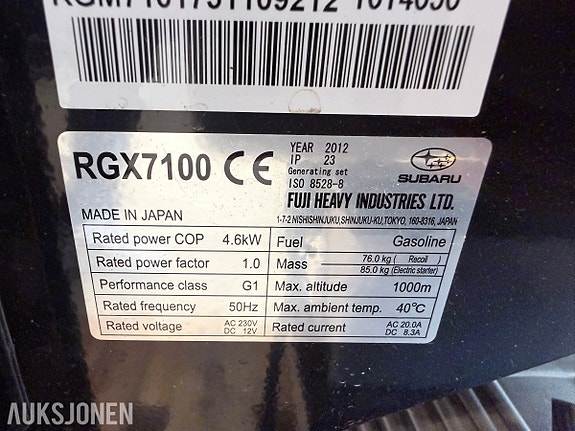 1014056
RGX7100 CE
YEAR 2012
IP 23
Generating set
ISO 8528-8
SUBARU
FUJI HEAVY INDUSTRIES LTD.
1-7-2 NISHISHINJUKU,SHINJUKU-KU,TOKYO, 160-8316, JAPAN
MADE IN JAPAN
Rated power COP 4.6kW Fuel Gasoline
Rated power factor 1.0 Mass 76.0 kg ( Recoil ) 85.0 kg (Electric starter)
Performance class G1 Max. altitude 1000m
Rated frequency 50Hz Max. ambient temp. 40°C
Rated voltage AC 230V DC 12V Rated current AC 20.0A DC 8.3A
AUKSJONEN